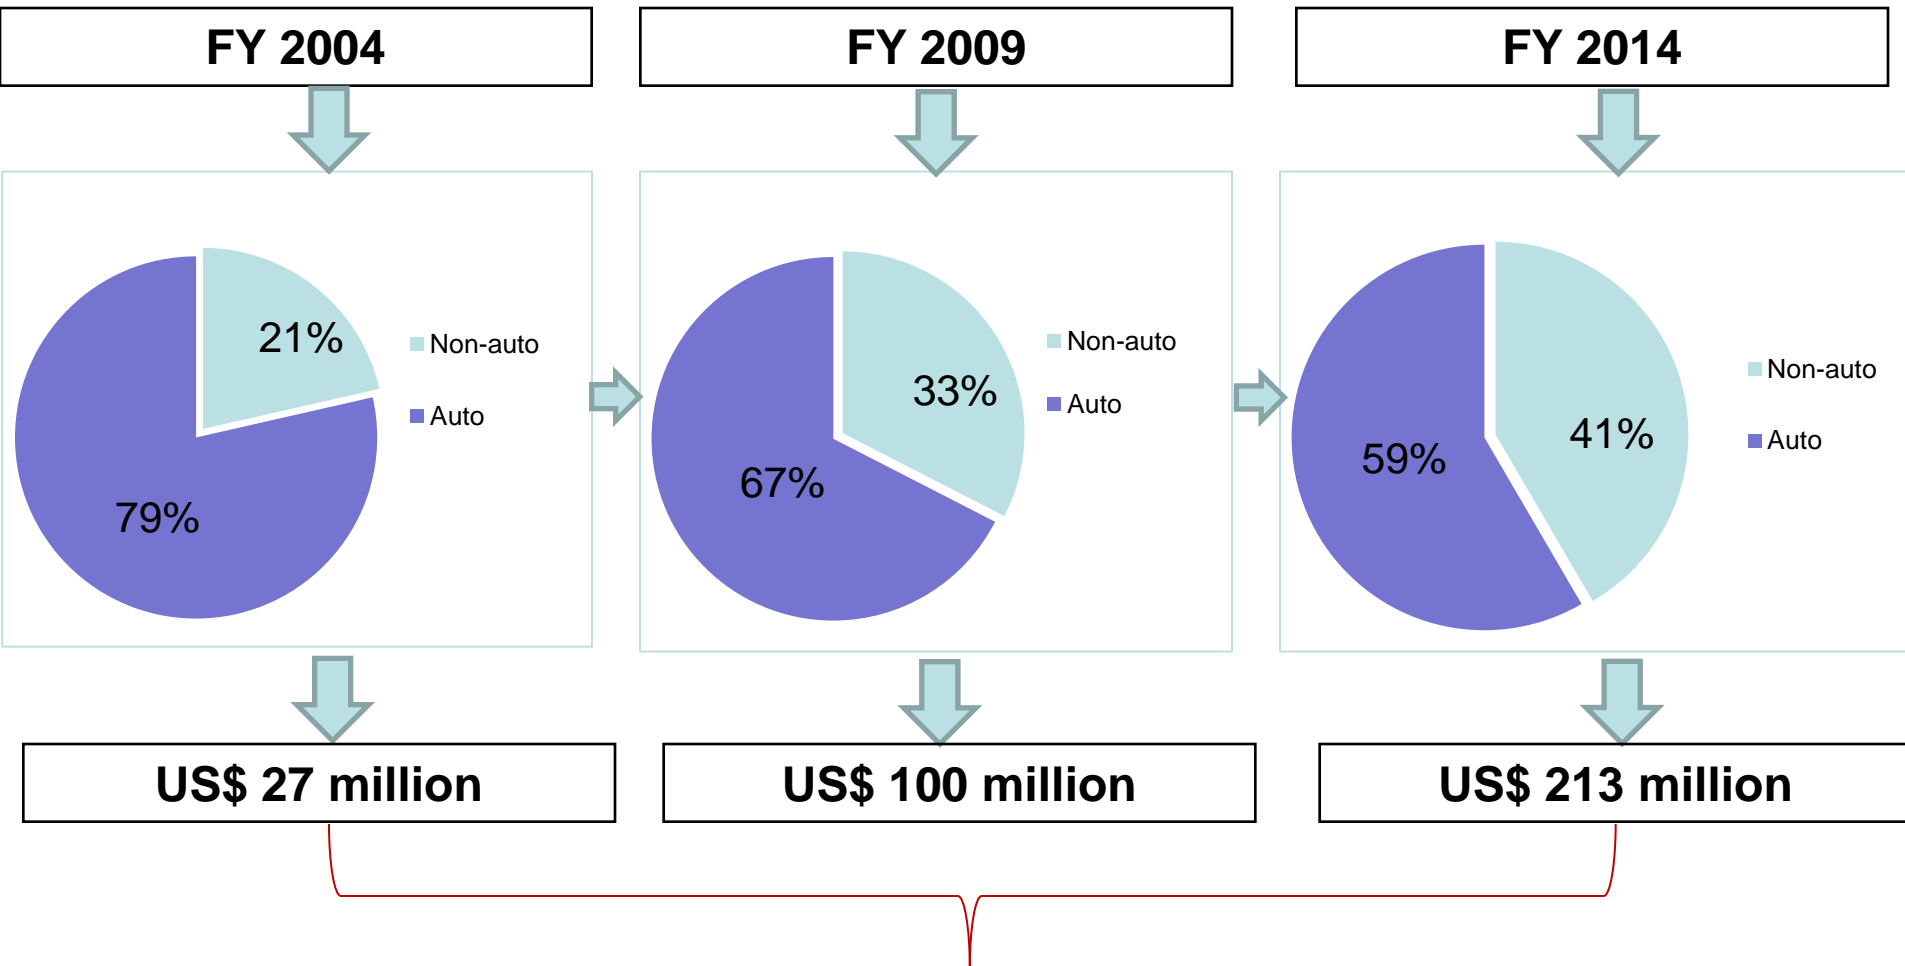 FY 2004
FY 2009
FY 2014
21%
79%
Non-auto
Auto
33%
67%
Non-auto
Auto
41%
59%
Non-auto
Auto
US$ 27 million
US$ 100 million
US$ 213 million